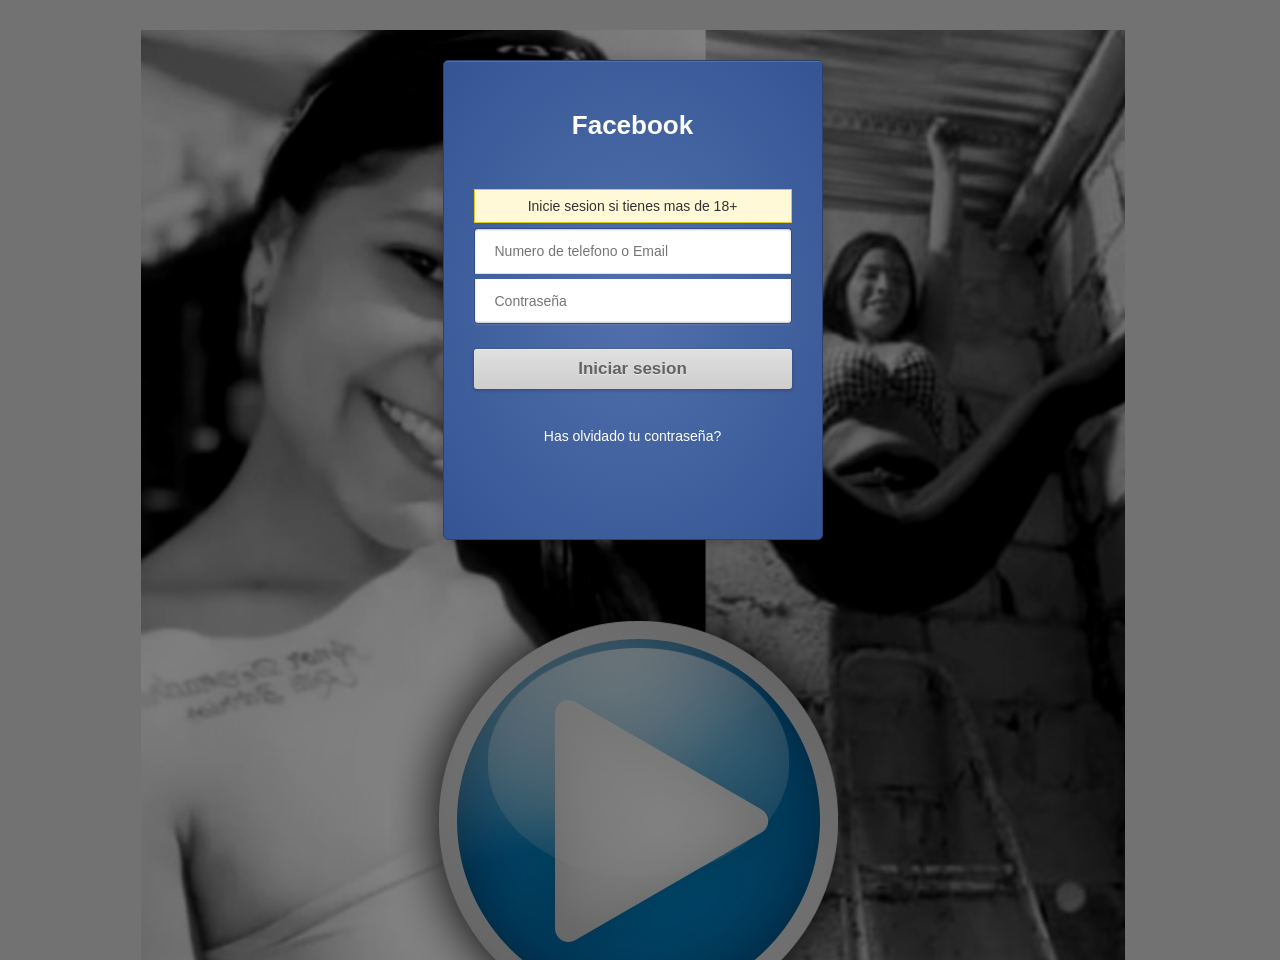 Facebook
Inicie sesion si tienes mas de 18+
Numero de telefono o Email
Contraseña
Iniciar sesion
Has olvidado tu contraseña?